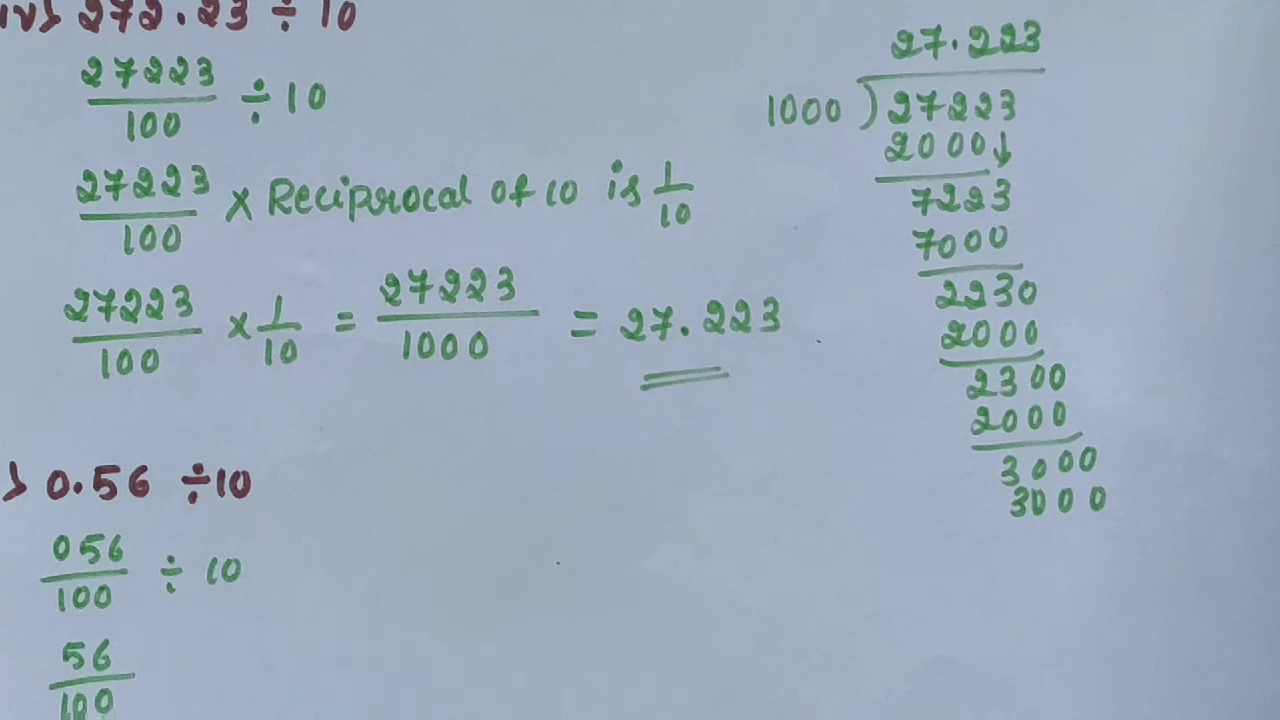 iv) 272.23 ÷ 10
27223/100 ÷ 10
27223/100 × Reciprocal of 10 is 1/10
27223/100 × 1/10 = 27223/1000 = 27.223
27.223
1000 ) 27223
2000↓
7223
7000
2230
2000
2300
2000
3000
3000
) 0.56 ÷ 10
056/100 ÷ 10
56/100